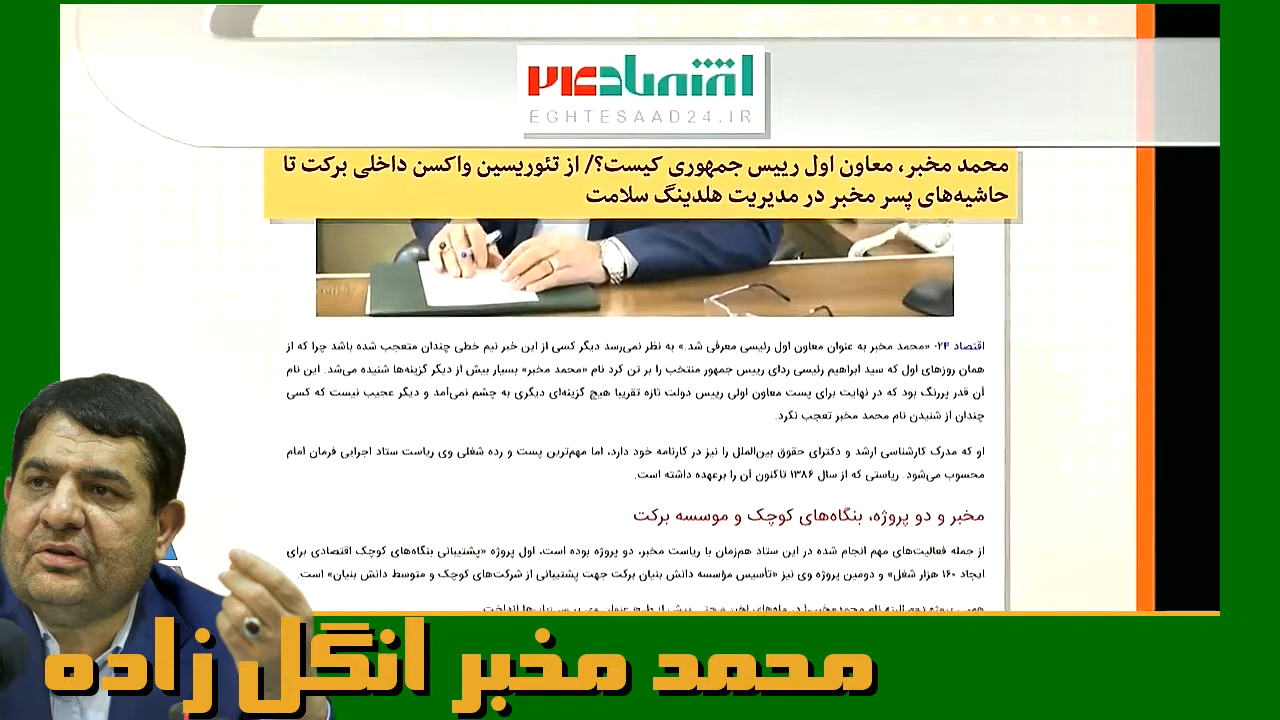 اقتصاد۲۴
EGHTESAAD24.IR
محمد مخبر، معاون اول رییس جمهوری کیست؟/ از تئوریسین واکسن داخلی برکت تا
حاشیه‌های پسر مخبر در مدیریت هلدینگ سلامت
اقتصاد ۲۴- «محمد مخبر به عنوان معاون اول رئیسی معرفی شد.» به نظر نمی‌رسد دیگر کسی از این خبر نیم خطی چندان متعجب شده باشد چرا که از
همان روزهای اول که سید ابراهیم رئیسی ردای رییس جمهور منتخب را بر تن کرد نام «محمد مخبر» بسیار بیش از دیگر گزینه‌ها شنیده می‌شد. این نام
آن قدر پررنگ بود که در نهایت برای پست معاون اولی رییس دولت تازه تقریبا هیچ گزینه‌ای دیگری به چشم نمی‌آمد و دیگر عجیب نیست که کسی
چندان از شنیدن نام محمد مخبر تعجب نکرد.
او که مدرک کارشناسی ارشد و دکترای حقوق بین‌الملل را نیز در کارنامه خود دارد، اما مهم‌ترین پست و رده شغلی وی ریاست ستاد اجرایی فرمان امام
محسوب می‌شود. ریاستی که از سال ۱۳۸۶ تاکنون آن را برعهده داشته است.
مخبر و دو پروژه، بنگاه‌های کوچک و موسسه برکت
از جمله فعالیت‌های مهم انجام شده در این ستاد هم‌زمان با ریاست مخبر، دو پروژه بوده است، اول پروژه «پشتیبانی بنگاه‌های کوچک اقتصادی برای
ایجاد ۱۶۰ هزار شغل» و دومین پروژه وی نیز «تأسیس مؤسسه دانش بنیان برکت جهت پشتیبانی از شرکت‌های کوچک و متوسط دانش بنیان» است.
محمد مخبر انگل زاده